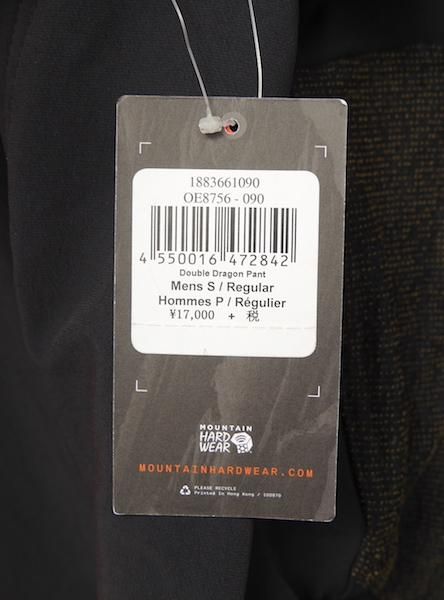 1883661090
OE8756 - 090
4 550016 472842
Double Dragon Pant
Mens S / Regular
Hommes P / Régulier
¥17,000 + 税
MOUNTAIN
HARD
WEAR
MOUNTAINHARDWEAR.COM
PLEASE RECYCLE
Printed in Hong Kong / 100870